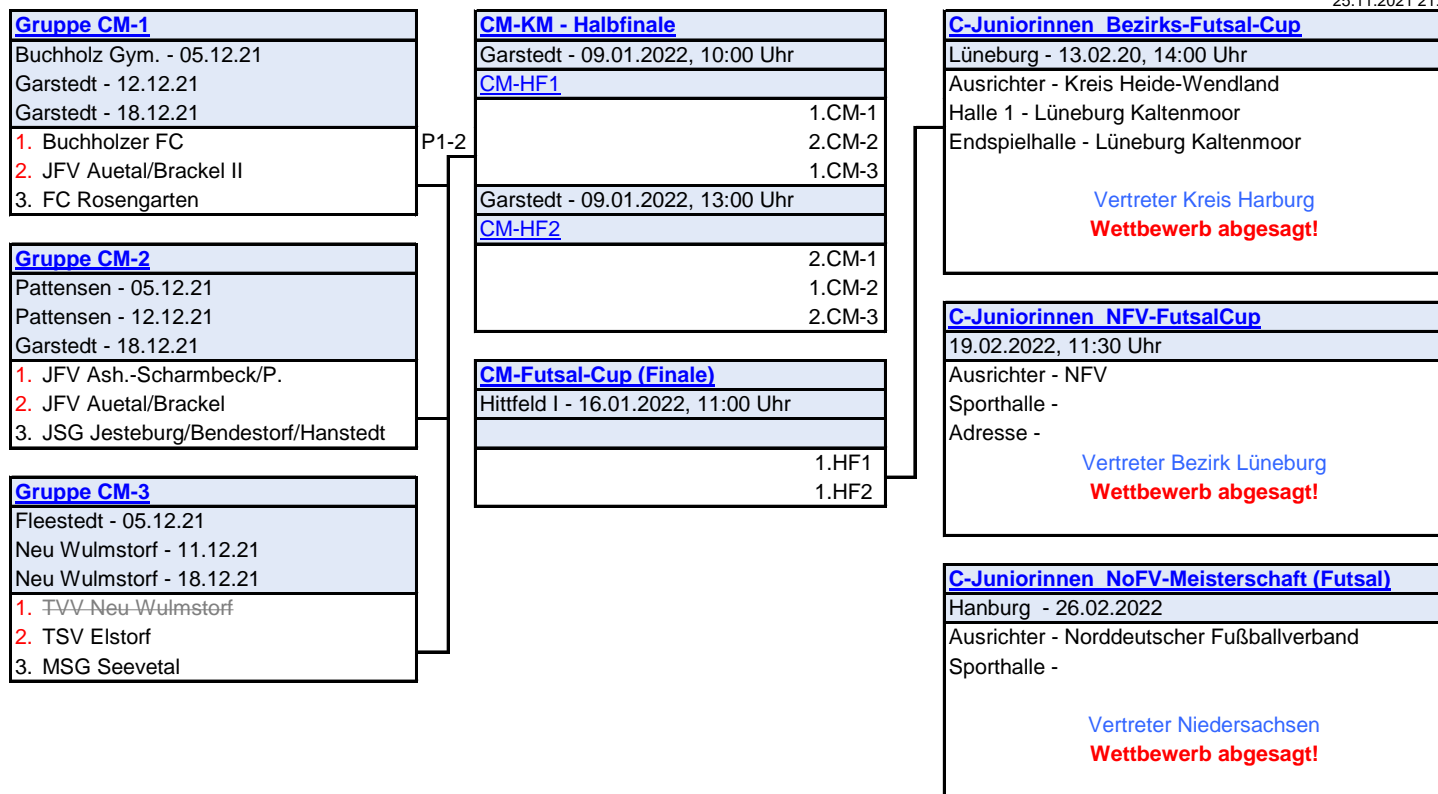 25.11.2021 21:
Gruppe CM-1
Buchholz Gym. - 05.12.21
Garstedt - 12.12.21
Garstedt - 18.12.21
1. Buchholzer FC
2. JFV Auetal/Brackel II
3. FC Rosengarten
P1-2
Gruppe CM-2
Pattensen - 05.12.21
Pattensen - 12.12.21
Garstedt - 18.12.21
1. JFV Ash.-Scharmbeck/P.
2. JFV Auetal/Brackel
3. JSG Jesteburg/Bendestorf/Hanstedt
Gruppe CM-3
Fleestedt - 05.12.21
Neu Wulmstorf - 11.12.21
Neu Wulmstorf - 18.12.21
1. TVV Neu Wulmstorf
2. TSV Elstorf
3. MSG Seevetal
CM-KM - Halbfinale
Garstedt - 09.01.2022, 10:00 Uhr
CM-HF1
1.CM-1
2.CM-2
1.CM-3
Garstedt - 09.01.2022, 13:00 Uhr
CM-HF2
2.CM-1
1.CM-2
2.CM-3
CM-Futsal-Cup (Finale)
Hittfeld I - 16.01.2022, 11:00 Uhr
1.HF1
1.HF2
C-Juniorinnen Bezirks-Futsal-Cup
Lüneburg - 13.02.20, 14:00 Uhr
Ausrichter - Kreis Heide-Wendland
Halle 1 - Lüneburg Kaltenmoor
Endspielhalle - Lüneburg Kaltenmoor
Vertreter Kreis Harburg
Wettbewerb abgesagt!
C-Juniorinnen NFV-FutsalCup
19.02.2022, 11:30 Uhr
Ausrichter - NFV
Sporthalle -
Adresse -
Vertreter Bezirk Lüneburg
Wettbewerb abgesagt!
C-Juniorinnen NoFV-Meisterschaft (Futsal)
Hanburg - 26.02.2022
Ausrichter - Norddeutscher Fußballverband
Sporthalle -
Vertreter Niedersachsen
Wettbewerb abgesagt!